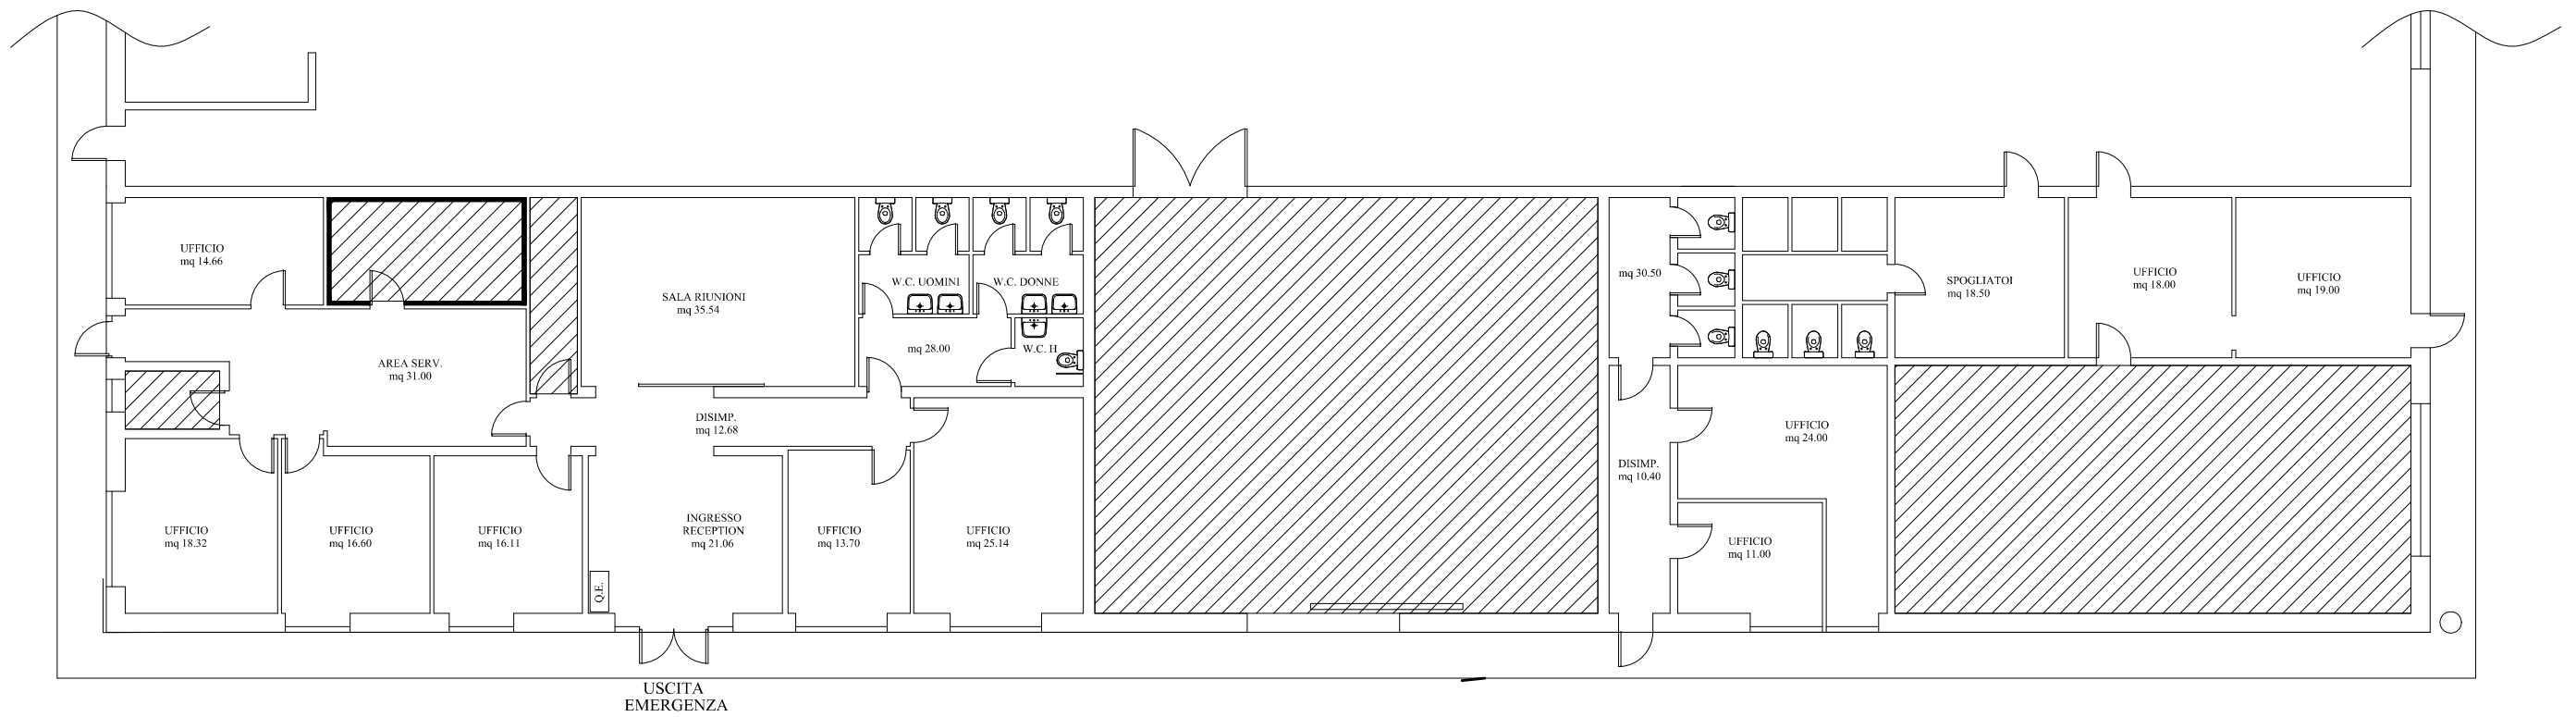 UFFICIO
mq 14.66
SALA RIUNIONI
mq 35.54
W.C. UOMINI
W.C. DONNE
mq 28.00
W.C. H
AREA SERV.
mq 31.00
DISIMP.
mq 12.68
UFFICIO
mq 18.32
UFFICIO
mq 16.60
UFFICIO
mq 16.11
INGRESSO
RECEPTION
mq 21.06
Q.E.
UFFICIO
mq 13.70
UFFICIO
mq 25.14
USCITA
EMERGENZA
mq 30.50
SPOGLIATOI
mq 18.50
UFFICIO
mq 18.00
UFFICIO
mq 19.00
DISIMP.
mq 10.40
UFFICIO
mq 24.00
UFFICIO
mq 11.00